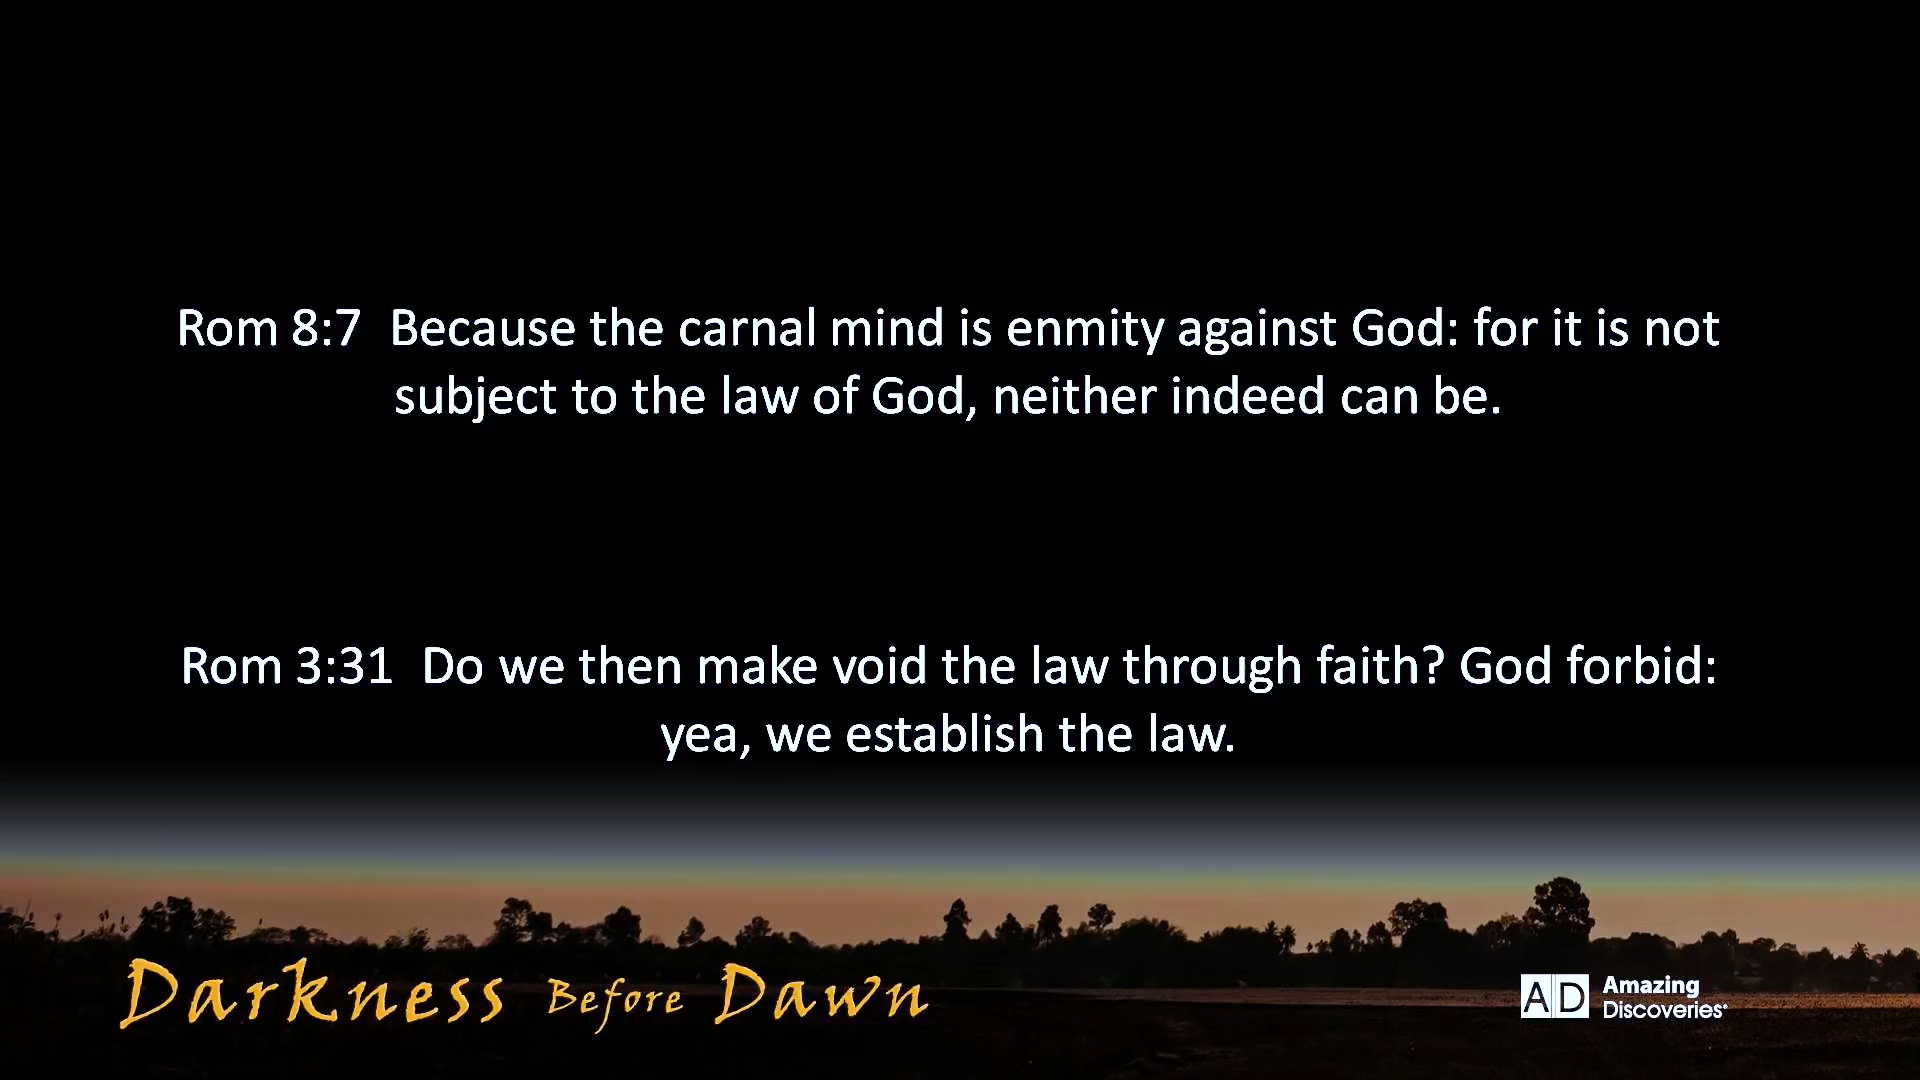 Rom 8:7  Because the carnal mind is enmity against God: for it is not
subject to the law of God, neither indeed can be.
Rom 3:31  Do we then make void the law through faith? God forbid:
yea, we establish the law.
Darkness Before Dawn
AD Amazing
Discoveries